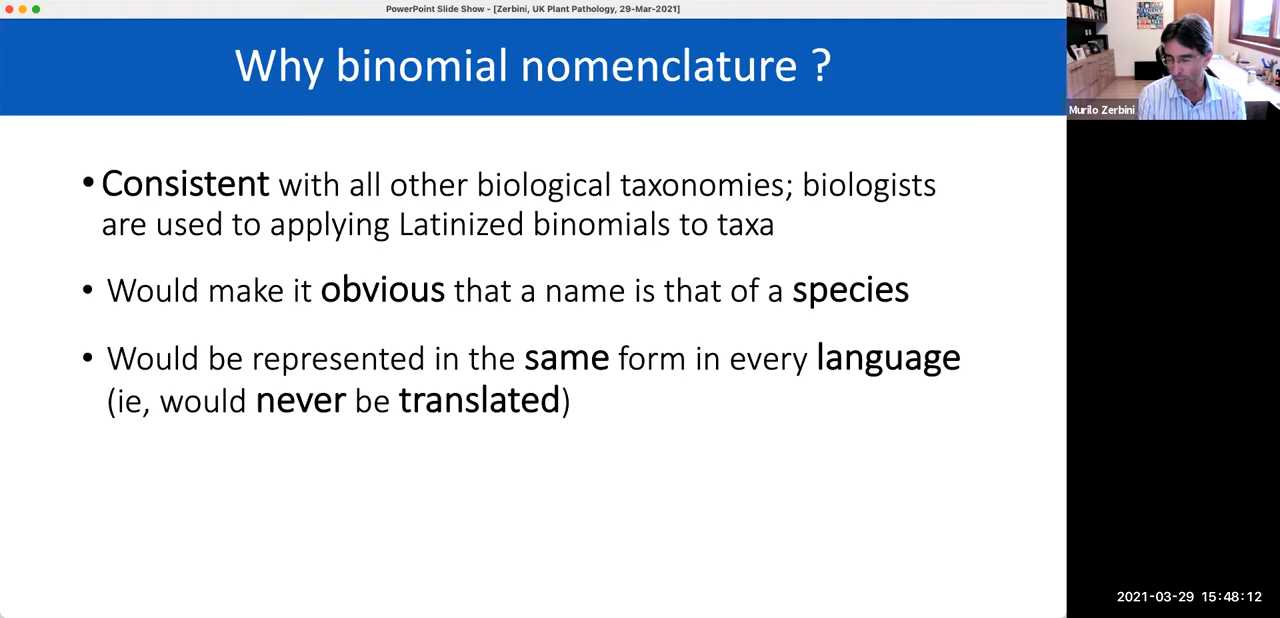 PowerPoint Slide Show - [Zerbini, UK Plant Pathology, 29-Mar-2021]
Why binomial nomenclature ?
• Consistent with all other biological taxonomies; biologists
are used to applying Latinized binomials to taxa
• Would make it obvious that a name is that of a species
• Would be represented in the same form in every language
(ie, would never be translated)
Murilo Zerbini
2021-03-29 15:48:12